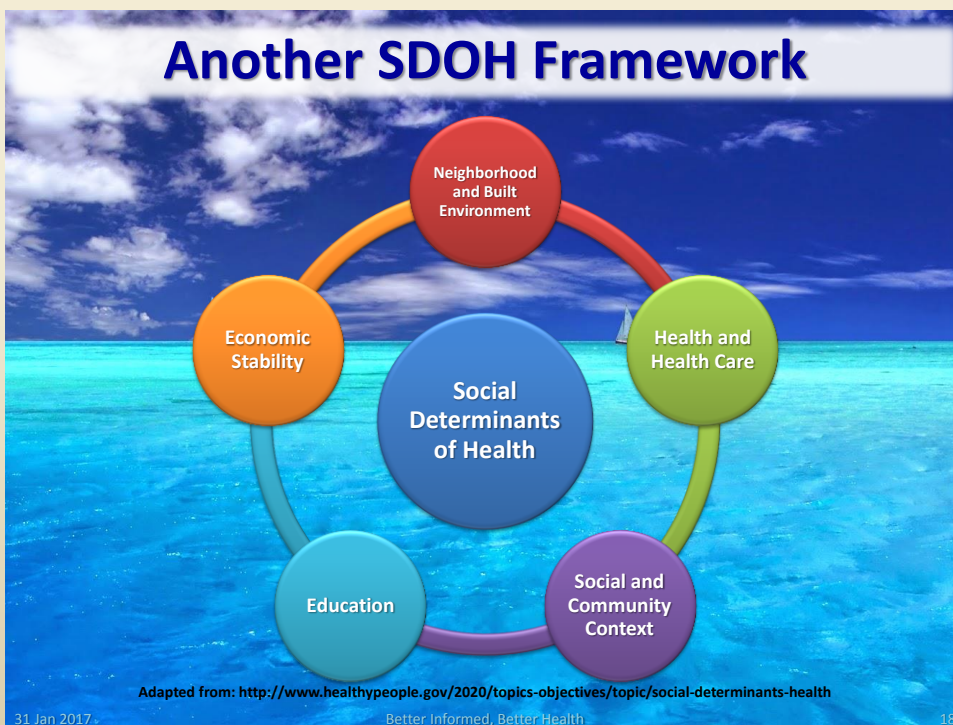 Another SDOH Framework
Neighborhood
and Built
Environment
Economic
Stability
Health and
Health Care
Social
Determinants
of Health
Education
Social and
Community
Context
Adapted from: http://www.healthypeople.gov/2020/topics-objectives/topic/social-determinants-health
31 Jan 2017
Better Informed, Better Health
18